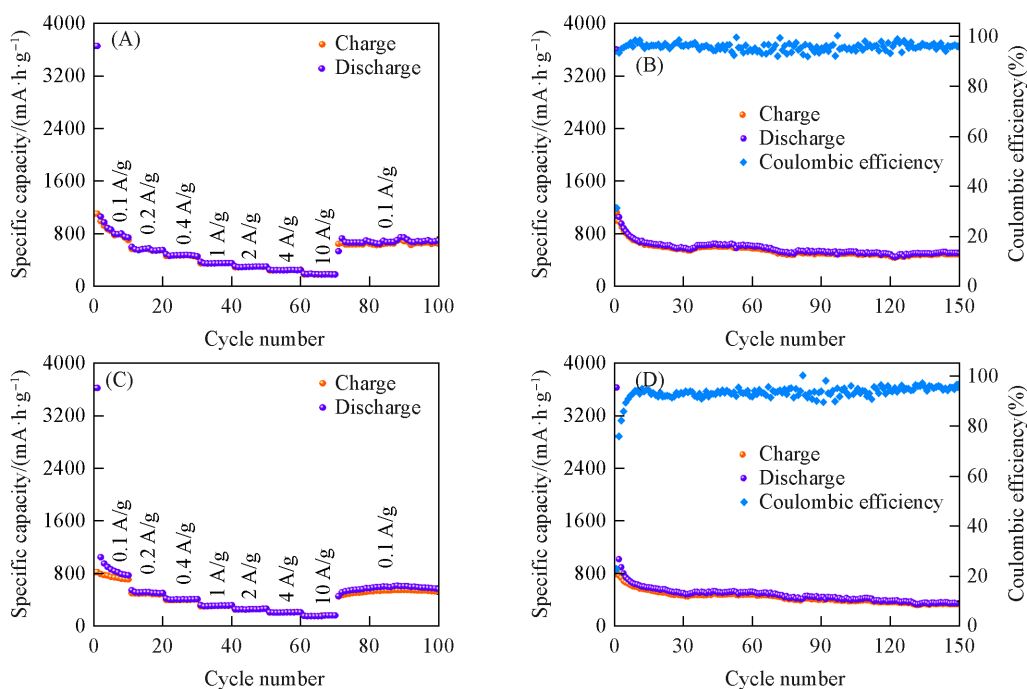 (A)
Charge
Discharge
Specific capacity/(mA·h·g⁻¹)
4000
3200
2400
1600
800
0
0.1 A/g
0.2 A/g
0.4 A/g
1 A/g
2 A/g
4 A/g
10 A/g
0.1 A/g
0 20 40 60 80 100
Cycle number
(B)
Charge
Discharge
Coulombic efficiency
Specific capacity/(mA·h·g⁻¹)
4000
3200
2400
1600
800
0
Coulombic efficiency(%)
100
80
60
40
20
0
0 30 60 90 120 150
Cycle number
(C)
Charge
Discharge
Specific capacity/(mA·h·g⁻¹)
4000
3200
2400
1600
800
0
0.1 A/g
0.2 A/g
0.4 A/g
1 A/g
2 A/g
4 A/g
10 A/g
0.1 A/g
0 20 40 60 80 100
Cycle number
(D)
Charge
Discharge
Coulombic efficiency
Specific capacity/(mA·h·g⁻¹)
4000
3200
2400
1600
800
0
Coulombic efficiency(%)
100
80
60
40
20
0
0 30 60 90 120 150
Cycle number